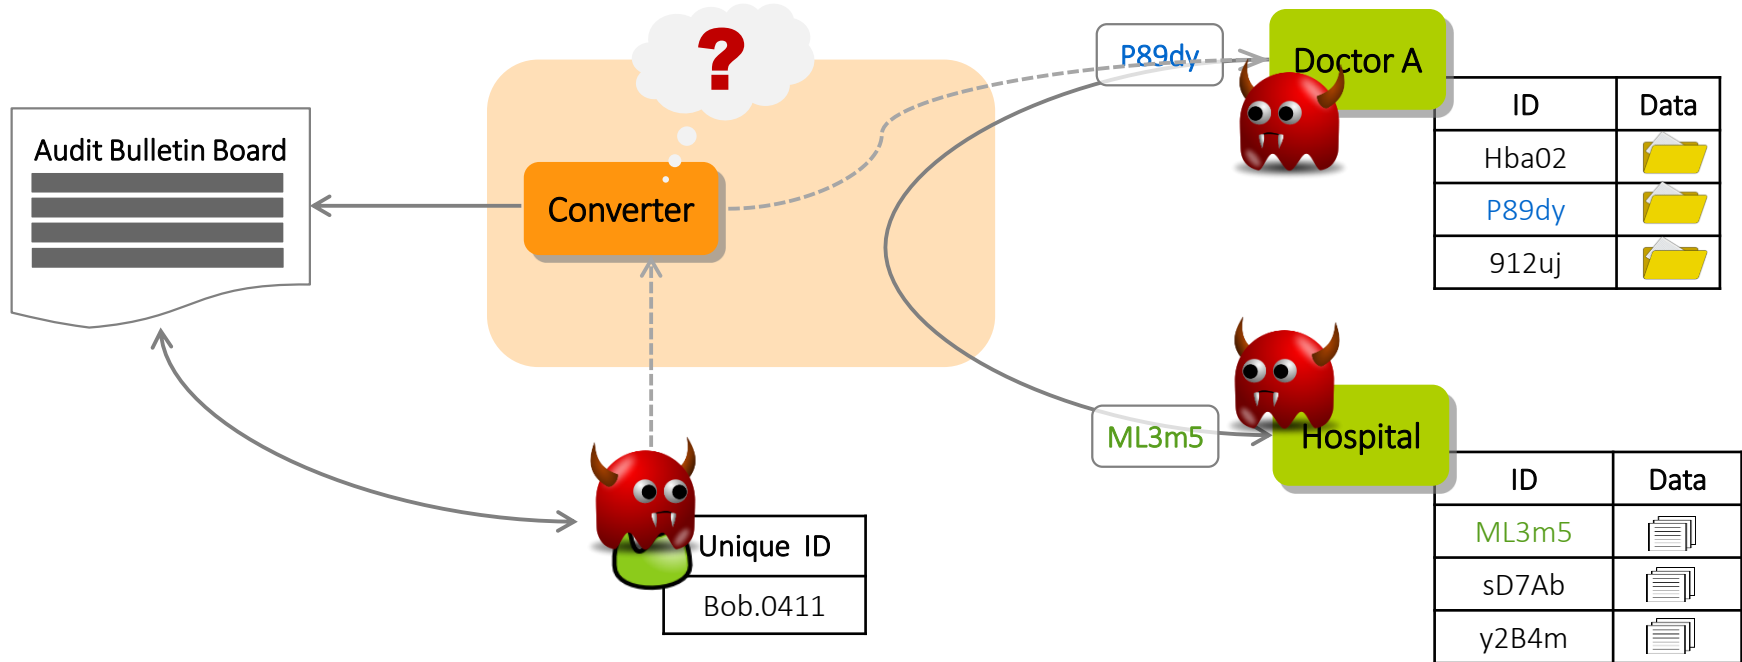 ?
P89dy
Doctor A
ID Data
Hba02
P89dy
912uj
Audit Bulletin Board
Converter
ML3m5
Hospital
ID Data
ML3m5
sD7Ab
y2B4m
Unique ID
Bob.0411